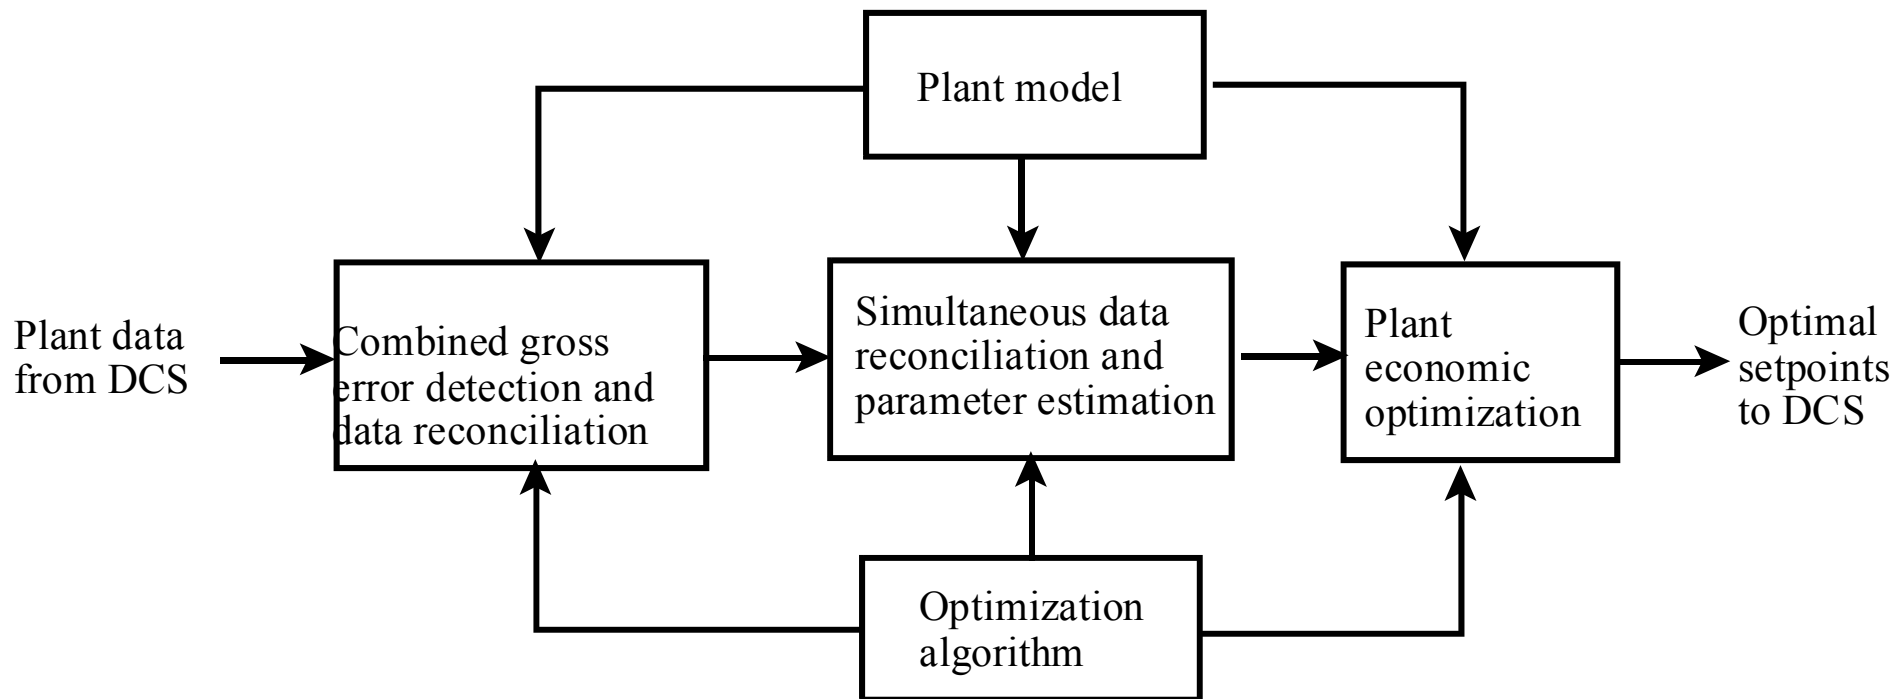 Plant model
Plant data
from DCS
Combined gross
error detection and
data reconciliation
Simultaneous data
reconciliation and
parameter estimation
Plant
economic
optimization
Optimal
setpoints
to DCS
Optimization
algorithm